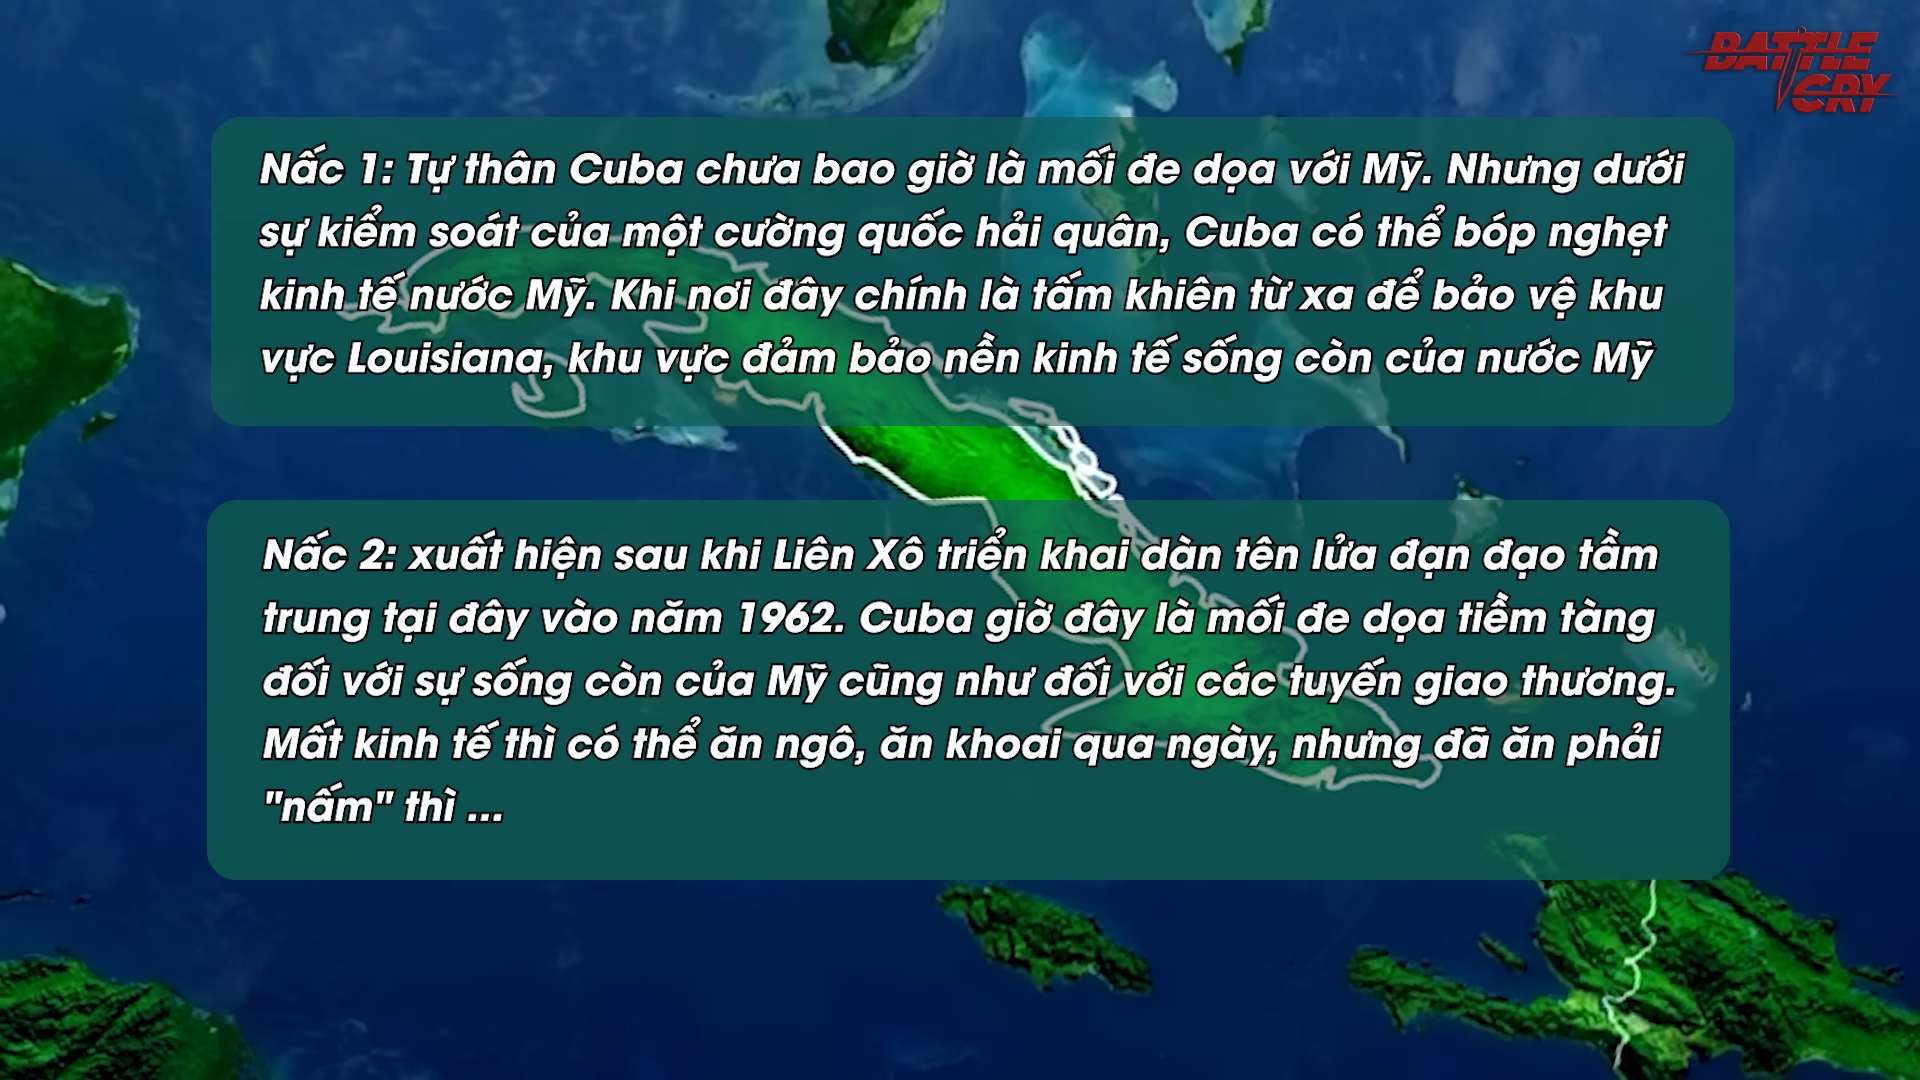 BATTLE
CRY
Nấc 1: Tự thân Cuba chưa bao giờ là mối đe dọa với Mỹ. Nhưng dưới
sự kiểm soát của một cường quốc hải quân, Cuba có thể bóp nghẹt
kinh tế nước Mỹ. Khi nơi đây chính là tấm khiên từ xa để bảo vệ khu
vực Louisiana, khu vực đảm bảo nền kinh tế sống còn của nước Mỹ
Nấc 2: xuất hiện sau khi Liên Xô triển khai dàn tên lửa đạn đạo tầm
trung tại đây vào năm 1962. Cuba giờ đây là mối đe dọa tiềm tàng
đối với sự sống còn của Mỹ cũng như đối với các tuyến giao thương.
Mất kinh tế thì có thể ăn ngô, ăn khoai qua ngày, nhưng đã ăn phải
"nấm" thì ...